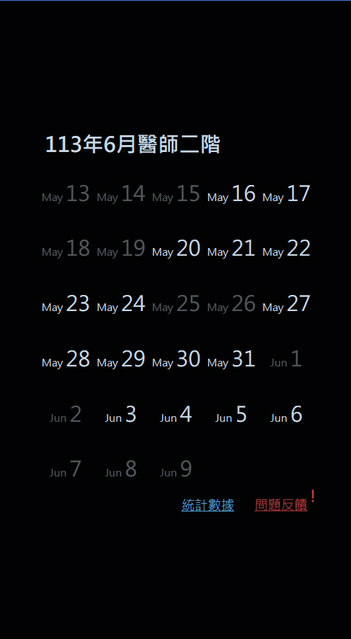 113年6月醫師二階
May 13 May 14 May 15 May 16 May 17
May 18 May 19 May 20 May 21 May 22
May 23 May 24 May 25 May 26 May 27
May 28 May 29 May 30 May 31 Jun 1
Jun 2 Jun 3 Jun 4 Jun 5 Jun 6
Jun 7 Jun 8 Jun 9
統計數據 問題反饋!